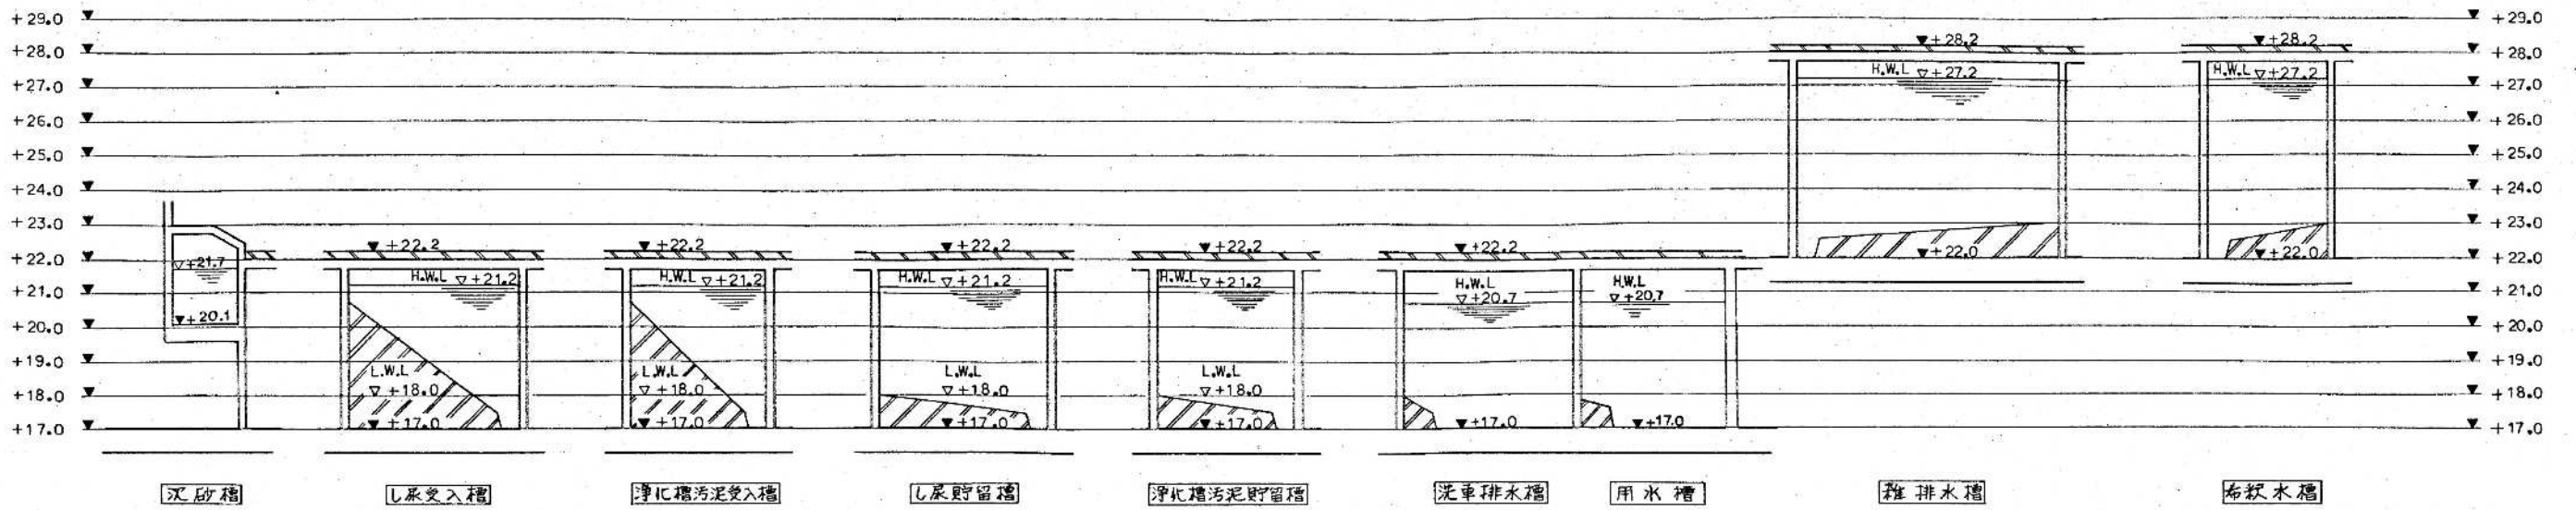 +29.0 ▼ ▼ +29.0
+28.0 ▼ ▼+28.2 ▼+28.2 ▼ +28.0
H.W.L ▽+27.2 H.W.L ▽+27.2
+27.0 ▼ ▼ +27.0
+26.0 ▼ ▼ +26.0
+25.0 ▼ ▼ +25.0
+24.0 ▼ ▼ +24.0
+23.0 ▼ ▼ +23.0
▼+22.2 ▼+22.2 ▼+22.2 ▼+22.2 ▼+22.2
+22.0 ▼ ▽+21.7 ▼+22.0 ▼+22.0 ▼ +22.0
H.W.L ▽+21.2 H.W.L ▽+21.2 H.W.L ▽+21.2 H.W.L ▽+21.2 H.W.L H.W.L
+21.0 ▼ ▽+20.7 ▽+20.7 ▼ +21.0
+20.0 ▼ ▼+20.1 ▼ +20.0
+19.0 ▼ ▼ +19.0
L.W.L L.W.L L.W.L L.W.L
+18.0 ▼ ▽+18.0 ▽+18.0 ▽+18.0 ▽+18.0 ▼ +18.0
+17.0 ▼ ▼+17.0 ▼+17.0 ▼+17.0 ▼+17.0 ▼+17.0 ▼+17.0 ▼ +17.0
沈砂槽 し尿受入槽 浄化槽汚泥受入槽 し尿貯留槽 浄化槽汚泥貯留槽 洗車排水槽 用水槽 雑排水槽 希釈水槽